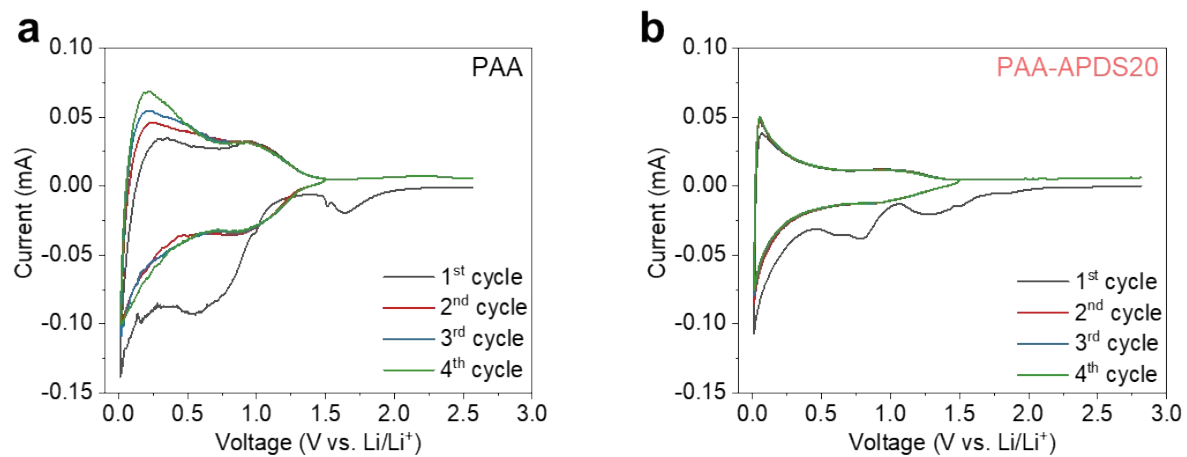 a
PAA
0.10
0.05
0.00
-0.05
-0.10
-0.15
Current (mA)
1st cycle
2nd cycle
3rd cycle
4th cycle
0.0 0.5 1.0 1.5 2.0 2.5 3.0
Voltage (V vs. Li/Li⁺)
b
PAA-APDS20
0.10
0.05
0.00
-0.05
-0.10
-0.15
Current (mA)
1st cycle
2nd cycle
3rd cycle
4th cycle
0.0 0.5 1.0 1.5 2.0 2.5 3.0
Voltage (V vs. Li/Li⁺)